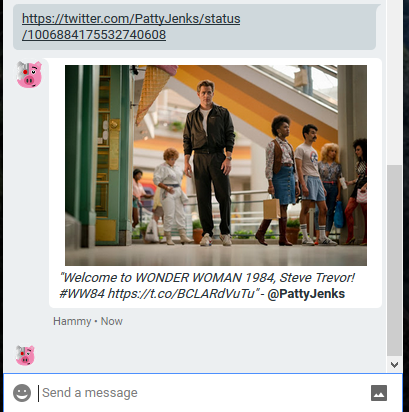 https://twitter.com/PattyJenks/status
/1006884175532740608
"Welcome to WONDER WOMAN 1984, Steve Trevor!
#WW84 https://t.co/BCLARdVuTu" - @PattyJenks
Hammy • Now
Send a message